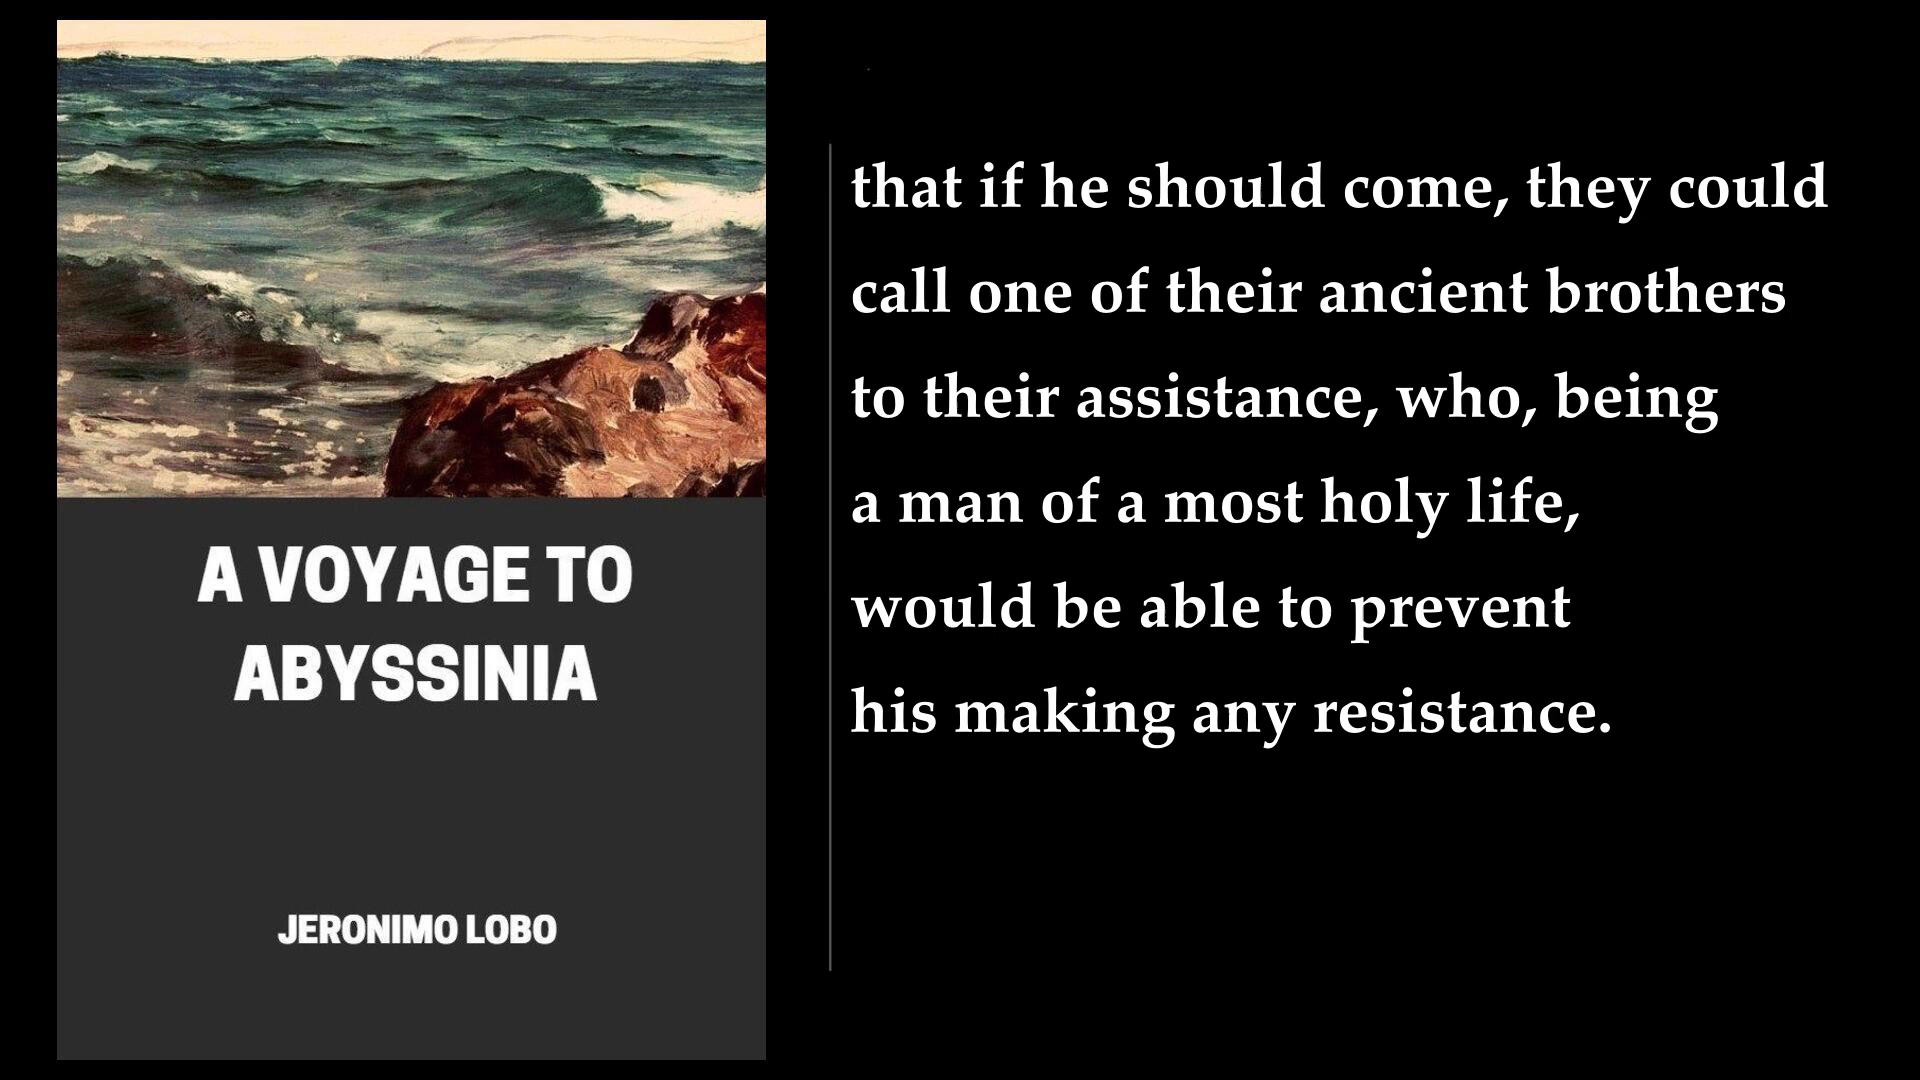 A VOYAGE TO
ABYSSINIA
JERONIMO LOBO
that if he should come, they could
call one of their ancient brothers
to their assistance, who, being
a man of a most holy life,
would be able to prevent
his making any resistance.